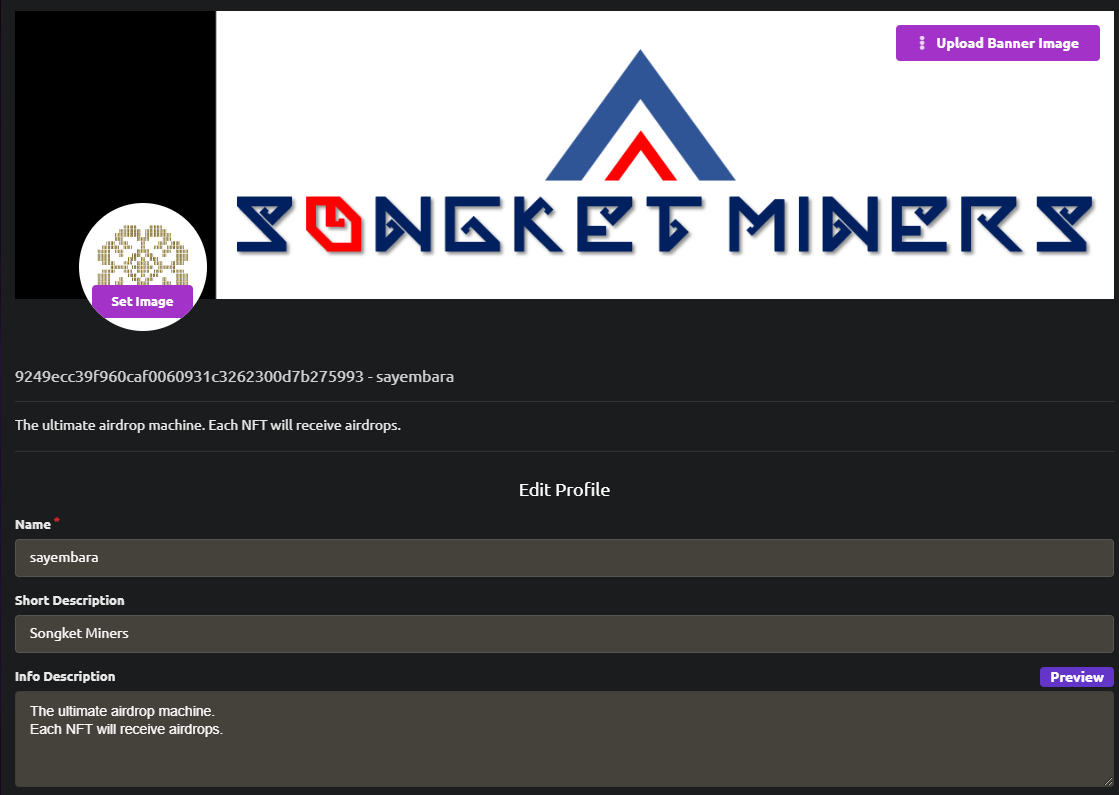 Upload Banner Image
SONGKET MINERS
Set Image
9249ecc39f960caf0060931c3262300d7b275993 - sayembara
The ultimate airdrop machine. Each NFT will receive airdrops.
Edit Profile
Name *
sayembara
Short Description
Songket Miners
Info Description
Preview
The ultimate airdrop machine.
Each NFT will receive airdrops.